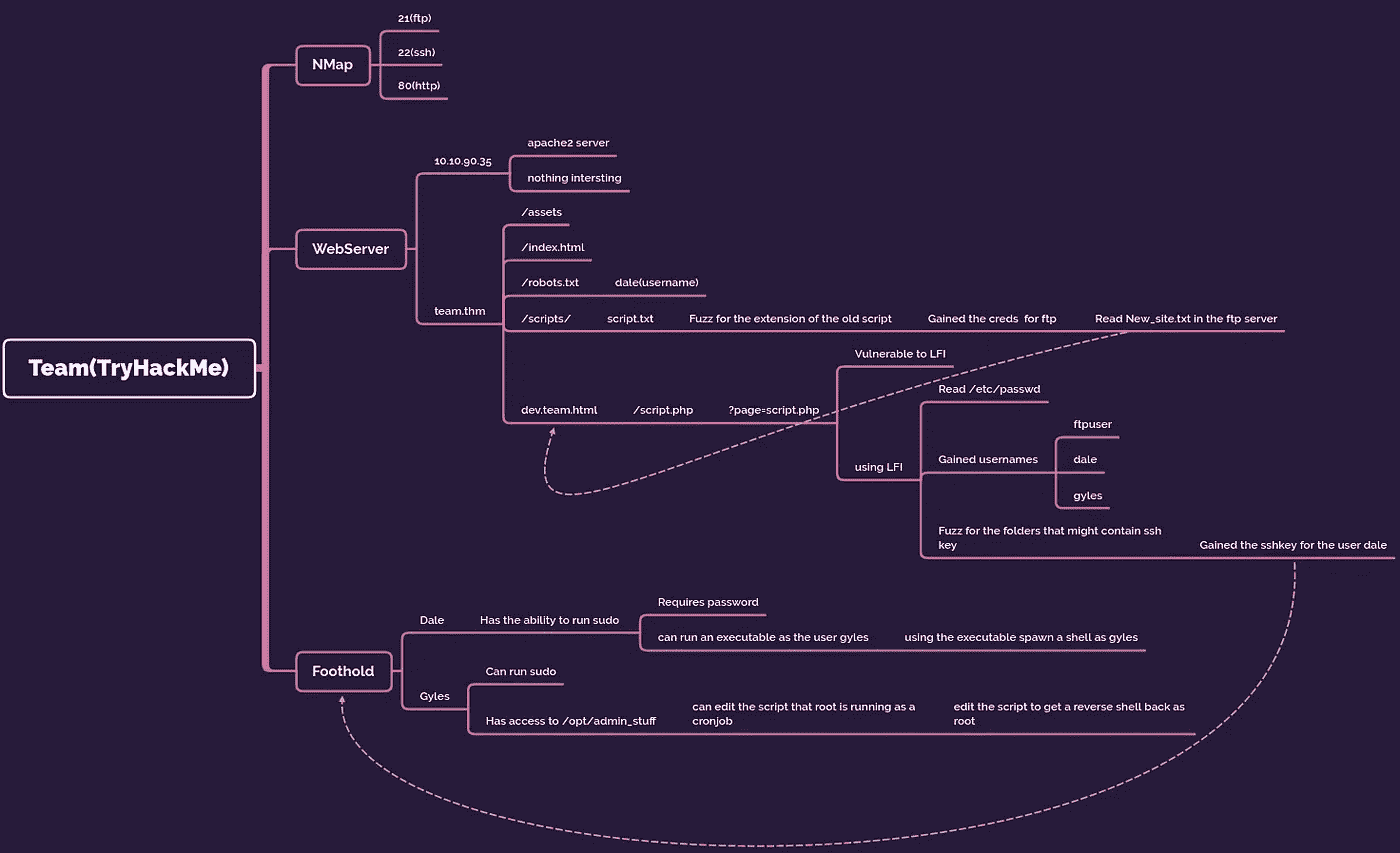 21(ftp)
22(ssh)
NMap
80(http)
apache2 server
10.10.90.35
nothing intersting
/assets
/index.html
WebServer
/robots.txt dale(username)
team.thm
/scripts/ script.txt Fuzz for the extension of the old script Gained the creds for ftp Read New_site.txt in the ftp server
Vulnerable to LFI
Team(TryHackMe)
Read /etc/passwd
dev.team.html /script.php ?page=script.php
ftpuser
Gained usernames
dale
using LFI
gyles
Fuzz for the folders that might contain ssh
key
Gained the sshkey for the user dale
Requires password
Dale Has the ability to run sudo
can run an executable as the user gyles using the executable spawn a shell as gyles
Foothold
Can run sudo
Gyles
Has access to /opt/admin_stuff
can edit the script that root is running as a
cronjob
edit the script to get a reverse shell back as
root